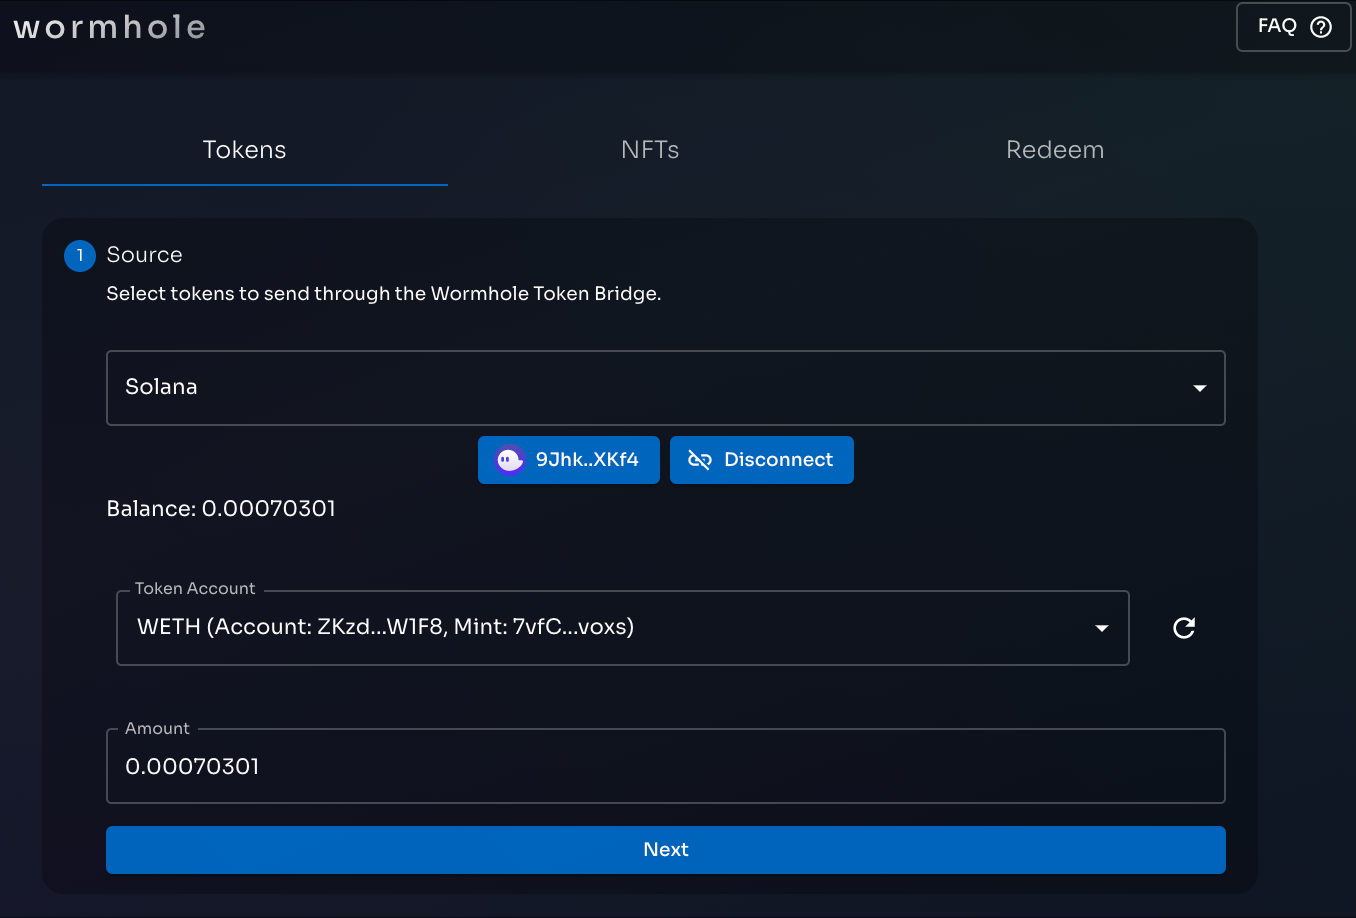 wormhole
FAQ
Tokens NFTs Redeem
1 Source
Select tokens to send through the Wormhole Token Bridge.
Solana
9Jhk..XKf4 Disconnect
Balance: 0.00070301
Token Account
WETH (Account: ZKzd...W1F8, Mint: 7vfC...voxs)
Amount
0.00070301
Next